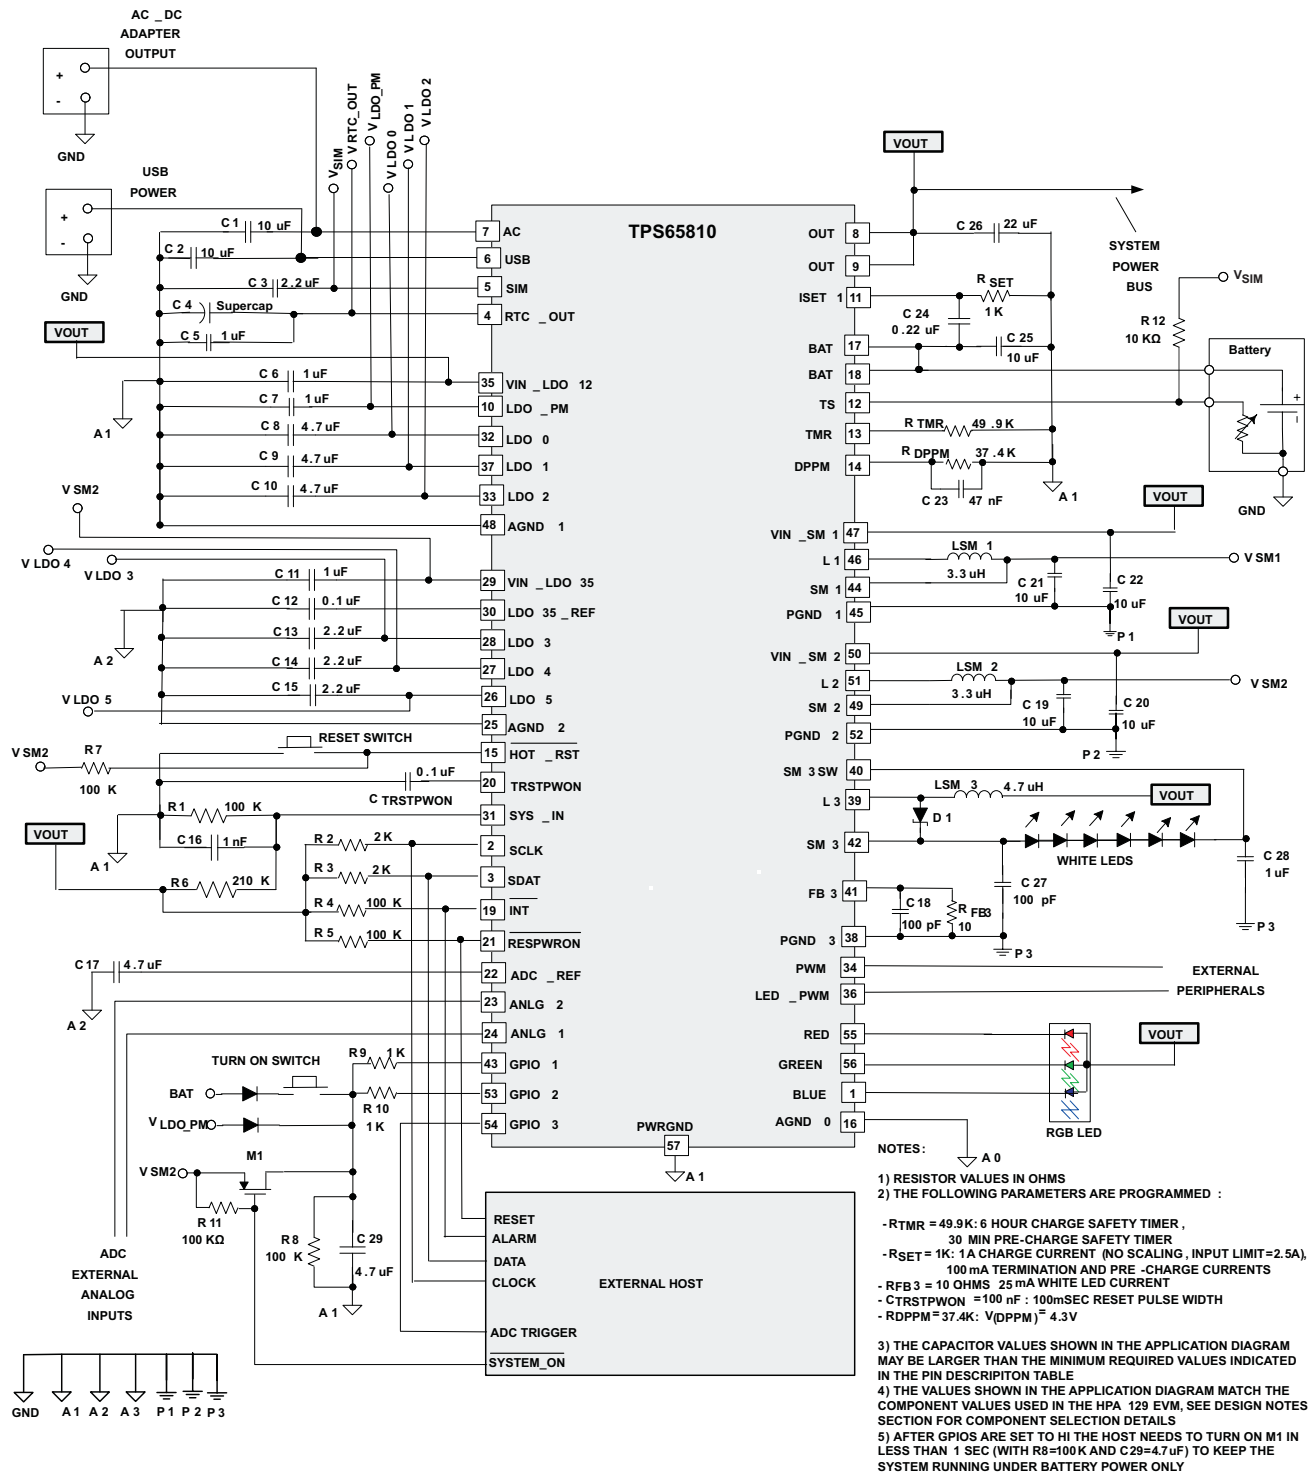 AC _ DC
ADAPTER
OUTPUT
+
-
GND
USB
POWER
+
-
GND
VSIM
V RTC_OUT
V LDO_PM
V LDO 0
V LDO 1
V LDO 2
TPS65810
C 1 10 uF
7 AC
C 2 10 uF
6 USB
C 3 2.2 uF
5 SIM
C 4 Supercap
4 RTC _ OUT
VOUT
C 5 1 uF
C 6 1 uF
35 VIN _ LDO 12
C 7 1 uF
10 LDO _ PM
A 1
C 8 4.7 uF
32 LDO 0
C 9 4.7 uF
37 LDO 1
C 10 4.7 uF
33 LDO 2
V SM2
48 AGND 1
V LDO 4
V LDO 3
C 11 1 uF
29 VIN _ LDO 35
C 12 0.1 uF
30 LDO 35 _ REF
C 13 2.2 uF
28 LDO 3
A 2
C 14 2.2 uF
27 LDO 4
C 15 2.2 uF
26 LDO 5
V LDO 5
25 AGND 2
RESET SWITCH
V SM2
R 7
100 K
15 HOT _ RST
0.1 uF
C TRSTPWON
20 TRSTPWON
R 1 100 K
31 SYS _ IN
VOUT
C 16 1 nF
A 1
R 2 2 K
2 SCLK
R 6 210 K
R 3 2 K
3 SDAT
R 4 100 K
19 INT
R 5 100 K
21 RESPWRON
C 17 4.7 uF
22 ADC _ REF
A 2
23 ANLG 2
24 ANLG 1
TURN ON SWITCH
R 9 1 K
43 GPIO 1
BAT
R 10
1 K
53 GPIO 2
V LDO_PM
54 GPIO 3
M1
V SM2
R 11
100 KΩ
R 8
100 K
C 29
4.7 uF
A 1
ADC
EXTERNAL
ANALOG
INPUTS
GND A 1 A 2 A 3 P 1 P 2 P 3
PWRGND
57
A 1
RESET
ALARM
DATA
CLOCK
EXTERNAL HOST
ADC TRIGGER
SYSTEM_ON
VOUT
OUT 8
C 26 22 uF
OUT 9
SYSTEM
POWER
BUS
ISET 1 11
R SET
1 K
VSIM
C 24
0.22 uF
R 12
10 KΩ
BAT 17
C 25
10 uF
Battery
BAT 18
TS 12
+
-
TMR 13
R TMR 49 .9 K
DPPM 14
R DPPM 37 .4 K
C 23 47 nF
A 1
GND
VOUT
VIN _ SM 1 47
L 1 46
LSM 1
3.3 uH
V SM1
SM 1 44
C 21
10 uF
C 22
10 uF
PGND 1 45
P 1
VOUT
VIN _ SM 2 50
L 2 51
LSM 2
3.3 uH
V SM2
SM 2 49
C 19
10 uF
C 20
10 uF
PGND 2 52
P 2
SM 3 SW 40
L 3 39
LSM 3 4.7 uH
VOUT
D 1
SM 3 42
WHITE LEDS
C 28
1 uF
C 27
100 pF
FB 3 41
C 18
100 pF
R FB3
10
PGND 3 38
P 3
P 3
PWM 34
LED _ PWM 36
EXTERNAL
PERIPHERALS
RED 55
VOUT
GREEN 56
BLUE 1
AGND 0 16
RGB LED
A 0
NOTES:
1) RESISTOR VALUES IN OHMS
2) THE FOLLOWING PARAMETERS ARE PROGRAMMED :
- RTMR = 49.9K: 6 HOUR CHARGE SAFETY TIMER ,
30 MIN PRE-CHARGE SAFETY TIMER
- RSET = 1K: 1 A CHARGE CURRENT (NO SCALING , INPUT LIMIT=2.5A),
100 mA TERMINATION AND PRE -CHARGE CURRENTS
- RFB 3 = 10 OHMS 25 mA WHITE LED CURRENT
- CTRSTPWON =100 nF : 100mSEC RESET PULSE WIDTH
- RDPPM = 37.4K: V(DPPM) = 4.3V
3) THE CAPACITOR VALUES SHOWN IN THE APPLICATION DIAGRAM
MAY BE LARGER THAN THE MINIMUM REQUIRED VALUES INDICATED
IN THE PIN DESCRIPITON TABLE
4) THE VALUES SHOWN IN THE APPLICATION DIAGRAM MATCH THE
COMPONENT VALUES USED IN THE HPA 129 EVM, SEE DESIGN NOTES
SECTION FOR COMPONENT SELECTION DETAILS
5) AFTER GPIOS ARE SET TO HI THE HOST NEEDS TO TURN ON M1 IN
LESS THAN 1 SEC (WITH R8=100 K AND C29=4.7 uF) TO KEEP THE
SYSTEM RUNNING UNDER BATTERY POWER ONLY